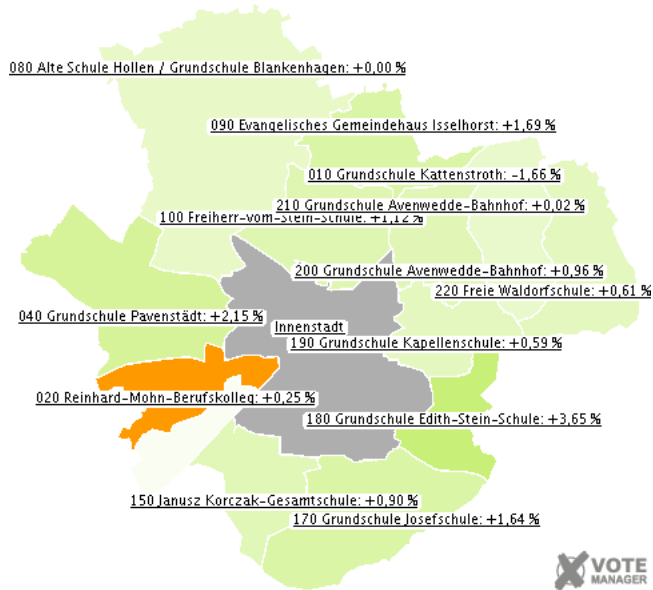 080 Alte Schule Hollen / Grundschule Blankenhagen: +0,00 %
090 Evangelisches Gemeindehaus Isselhorst: +1,69 %
010 Grundschule Kattenstroth: -1,66 %
210 Grundschule Avenwedde-Bahnhof: +0,02 %
100 Freiherr-vom-Stein-Schule: +1,12 %
200 Grundschule Avenwedde-Bahnhof: +0,96 %
220 Freie Waldorfschule: +0,61 %
040 Grundschule Pavenstädt: +2,15 %
Innenstadt
190 Grundschule Kapellenschule: +0,59 %
020 Reinhard-Mohn-Berufskolleg: +0,25 %
180 Grundschule Edith-Stein-Schule: +3,65 %
150 Janusz Korczak-Gesamtschule: +0,90 %
170 Grundschule Josefschule: +1,64 %
VOTE
MANAGER